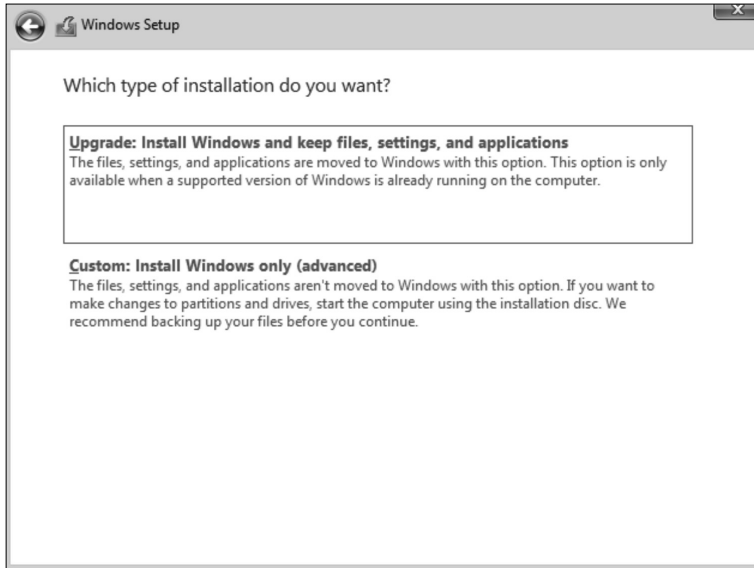 Windows Setup
Which type of installation do you want?
Upgrade: Install Windows and keep files, settings, and applications
The files, settings, and applications are moved to Windows with this option. This option is only
available when a supported version of Windows is already running on the computer.
Custom: Install Windows only (advanced)
The files, settings, and applications aren't moved to Windows with this option. If you want to
make changes to partitions and drives, start the computer using the installation disc. We
recommend backing up your files before you continue.